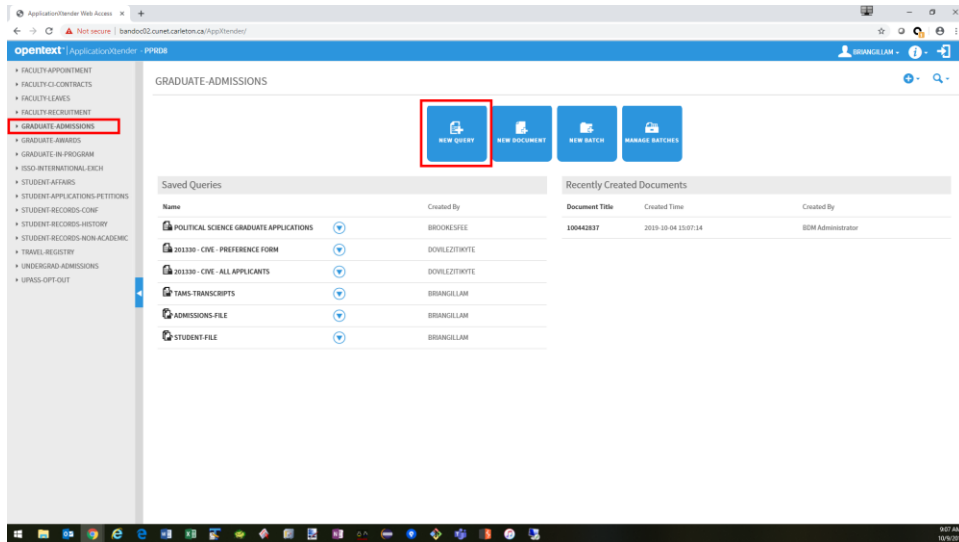 ApplicationXtender Web Access
Not secure | bandoc02.cunet.carleton.ca/AppXtender/
opentext™ | ApplicationXtender - PPRD8
BRIANGILLAM
FACULTY-APPOINTMENT
FACULTY-CI-CONTRACTS
FACULTY-LEAVES
FACULTY-RECRUITMENT
GRADUATE-ADMISSIONS
GRADUATE-AWARDS
GRADUATE-IN-PROGRAM
ISSO-INTERNATIONAL-EXCH
STUDENT-AFFAIRS
STUDENT-APPLICATIONS-PETITIONS
STUDENT-RECORDS-CONF
STUDENT-RECORDS-HISTORY
STUDENT-RECORDS-NON-ACADEMIC
TRAVEL-REGISTRY
UNDERGRAD-ADMISSIONS
UPASS-OPT-OUT
GRADUATE-ADMISSIONS
NEW QUERY NEW DOCUMENT NEW BATCH MANAGE BATCHES
Saved Queries
Name Created By
POLITICAL SCIENCE GRADUATE APPLICATIONS BROOKESFEE
201330 - CIVE - PREFERENCE FORM DOVILEZITIKYTE
201330 - CIVE - ALL APPLICANTS DOVILEZITIKYTE
TAMS-TRANSCRIPTS BRIANGILLAM
ADMISSIONS-FILE BRIANGILLAM
STUDENT-FILE BRIANGILLAM
Recently Created Documents
Document Title Created Time Created By
100442837 2019-10-04 15:07:14 BDM Administrator
9:07 AM